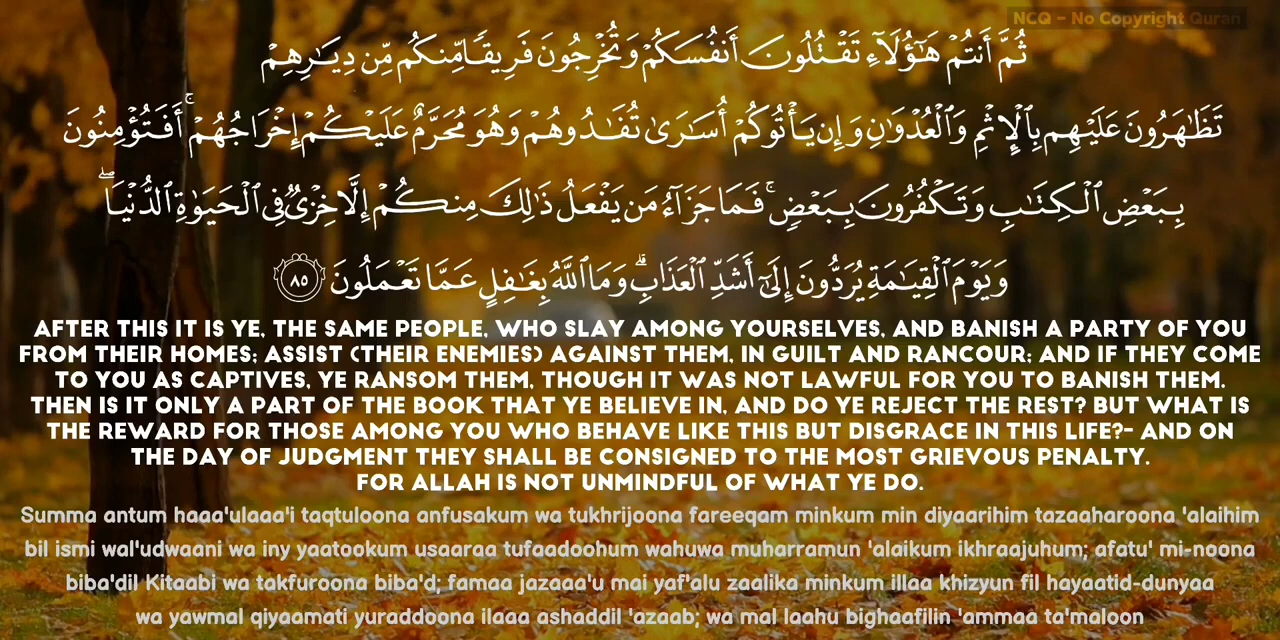 NCQ - No Copyright Quran
ثُمَّ أَنتُمْ هَٰٓؤُلَآءِ تَقْتُلُونَ أَنفُسَكُمْ وَتُخْرِجُونَ فَرِيقًا مِّنكُم مِّن دِيَٰرِهِمْ
تَظَٰهَرُونَ عَلَيْهِم بِٱلْإِثْمِ وَٱلْعُدْوَٰنِ وَإِن يَأْتُوكُمْ أُسَٰرَىٰ تُفَٰدُوهُمْ وَهُوَ مُحَرَّمٌ عَلَيْكُمْ إِخْرَاجُهُمْ ۚ أَفَتُؤْمِنُونَ
بِبَعْضِ ٱلْكِتَٰبِ وَتَكْفُرُونَ بِبَعْضٍ ۚ فَمَا جَزَآءُ مَن يَفْعَلُ ذَٰلِكَ مِنكُمْ إِلَّا خِزْىٌ فِى ٱلْحَيَوٰةِ ٱلدُّنْيَا ۖ
وَيَوْمَ ٱلْقِيَٰمَةِ يُرَدُّونَ إِلَىٰٓ أَشَدِّ ٱلْعَذَابِ ۗ وَمَا ٱللَّهُ بِغَٰفِلٍ عَمَّا تَعْمَلُونَ ٨٥
AFTER THIS IT IS YE, THE SAME PEOPLE, WHO SLAY AMONG YOURSELVES, AND BANISH A PARTY OF YOU
FROM THEIR HOMES; ASSIST (THEIR ENEMIES) AGAINST THEM, IN GUILT AND RANCOUR; AND IF THEY COME
TO YOU AS CAPTIVES, YE RANSOM THEM, THOUGH IT WAS NOT LAWFUL FOR YOU TO BANISH THEM.
THEN IS IT ONLY A PART OF THE BOOK THAT YE BELIEVE IN, AND DO YE REJECT THE REST? BUT WHAT IS
THE REWARD FOR THOSE AMONG YOU WHO BEHAVE LIKE THIS BUT DISGRACE IN THIS LIFE?- AND ON
THE DAY OF JUDGMENT THEY SHALL BE CONSIGNED TO THE MOST GRIEVOUS PENALTY.
FOR ALLAH IS NOT UNMINDFUL OF WHAT YE DO.
Summa antum haaa'ulaaa'i taqtuloona anfusakum wa tukhrijoona fareeqam minkum min diyaarihim tazaaharoona 'alaihim
bil ismi wal'udwaani wa iny yaatookum usaaraa tufaadoohum wahuwa muharramun 'alaikum ikhraajuhum; afatu' mi-noona
biba'dil Kitaabi wa takfuroona biba'd; famaa jazaaa'u mai yaf'alu zaalika minkum illaa khizyun fil hayaatid-dunyaa
wa yawmal qiyaamati yuraddoona ilaaa ashaddil 'azaab; wa mal laahu bighaafilin 'ammaa ta'maloon